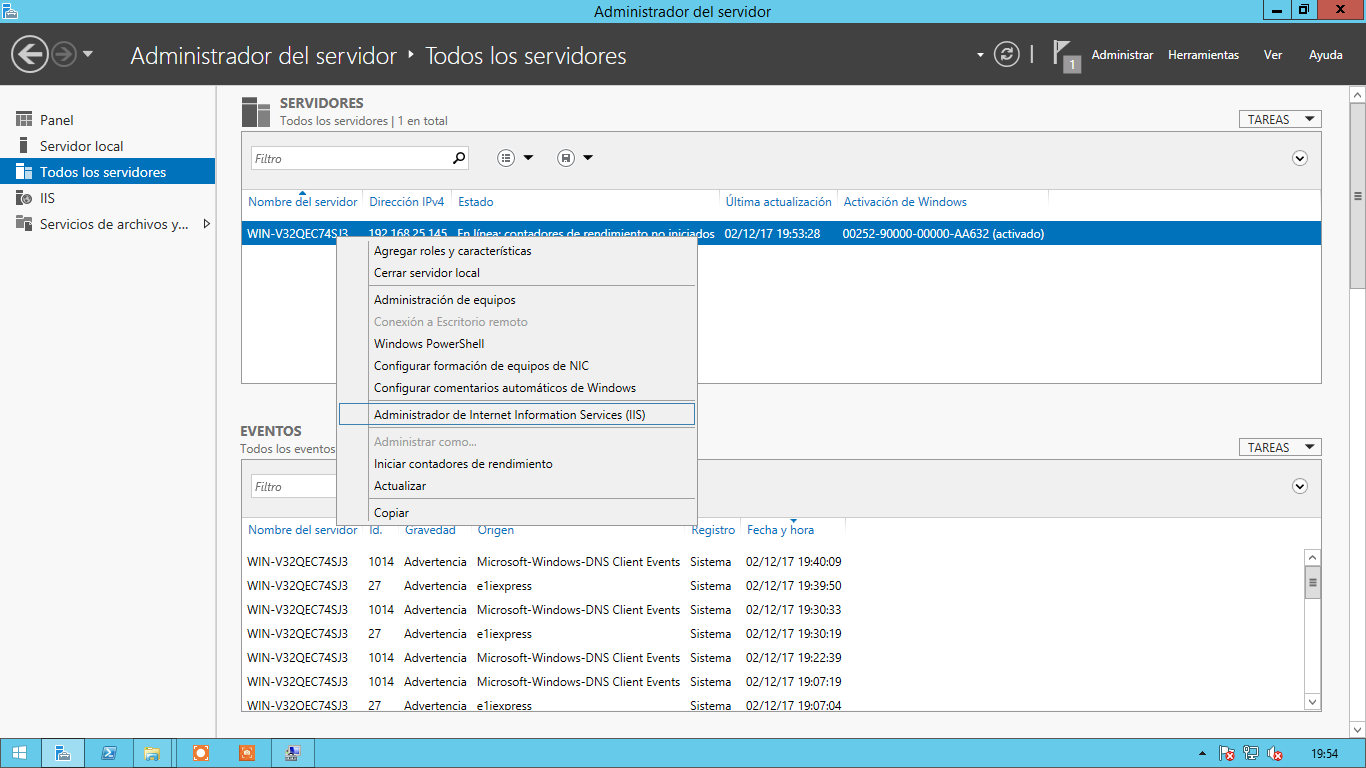 Administrador del servidor
Administrador del servidor ‣ Todos los servidores
1
Administrar Herramientas Ver Ayuda
Panel
Servidor local
Todos los servidores
IIS
Servicios de archivos y...
SERVIDORES
Todos los servidores | 1 en total
TAREAS
Filtro
Nombre del servidor Dirección IPv4 Estado Última actualización Activación de Windows
WIN-V32QEC74SJ3 192.168.25.145 En línea: contadores de rendimiento no iniciados 02/12/17 19:53:28 00252-90000-00000-AA632 (activado)
Agregar roles y características
Cerrar servidor local
Administración de equipos
Conexión a Escritorio remoto
Windows PowerShell
Configurar formación de equipos de NIC
Configurar comentarios automáticos de Windows
Administrador de Internet Information Services (IIS)
Administrar como...
Iniciar contadores de rendimiento
Actualizar
Copiar
EVENTOS
Todos los eventos
TAREAS
Filtro
Nombre del servidor Id. Gravedad Origen Registro Fecha y hora
WIN-V32QEC74SJ3 1014 Advertencia Microsoft-Windows-DNS Client Events Sistema 02/12/17 19:40:09
WIN-V32QEC74SJ3 27 Advertencia e1iexpress Sistema 02/12/17 19:39:50
WIN-V32QEC74SJ3 1014 Advertencia Microsoft-Windows-DNS Client Events Sistema 02/12/17 19:30:33
WIN-V32QEC74SJ3 27 Advertencia e1iexpress Sistema 02/12/17 19:30:19
WIN-V32QEC74SJ3 1014 Advertencia Microsoft-Windows-DNS Client Events Sistema 02/12/17 19:22:39
WIN-V32QEC74SJ3 1014 Advertencia Microsoft-Windows-DNS Client Events Sistema 02/12/17 19:07:19
WIN-V32QEC74SJ3 27 Advertencia e1iexpress Sistema 02/12/17 19:07:04
19:54